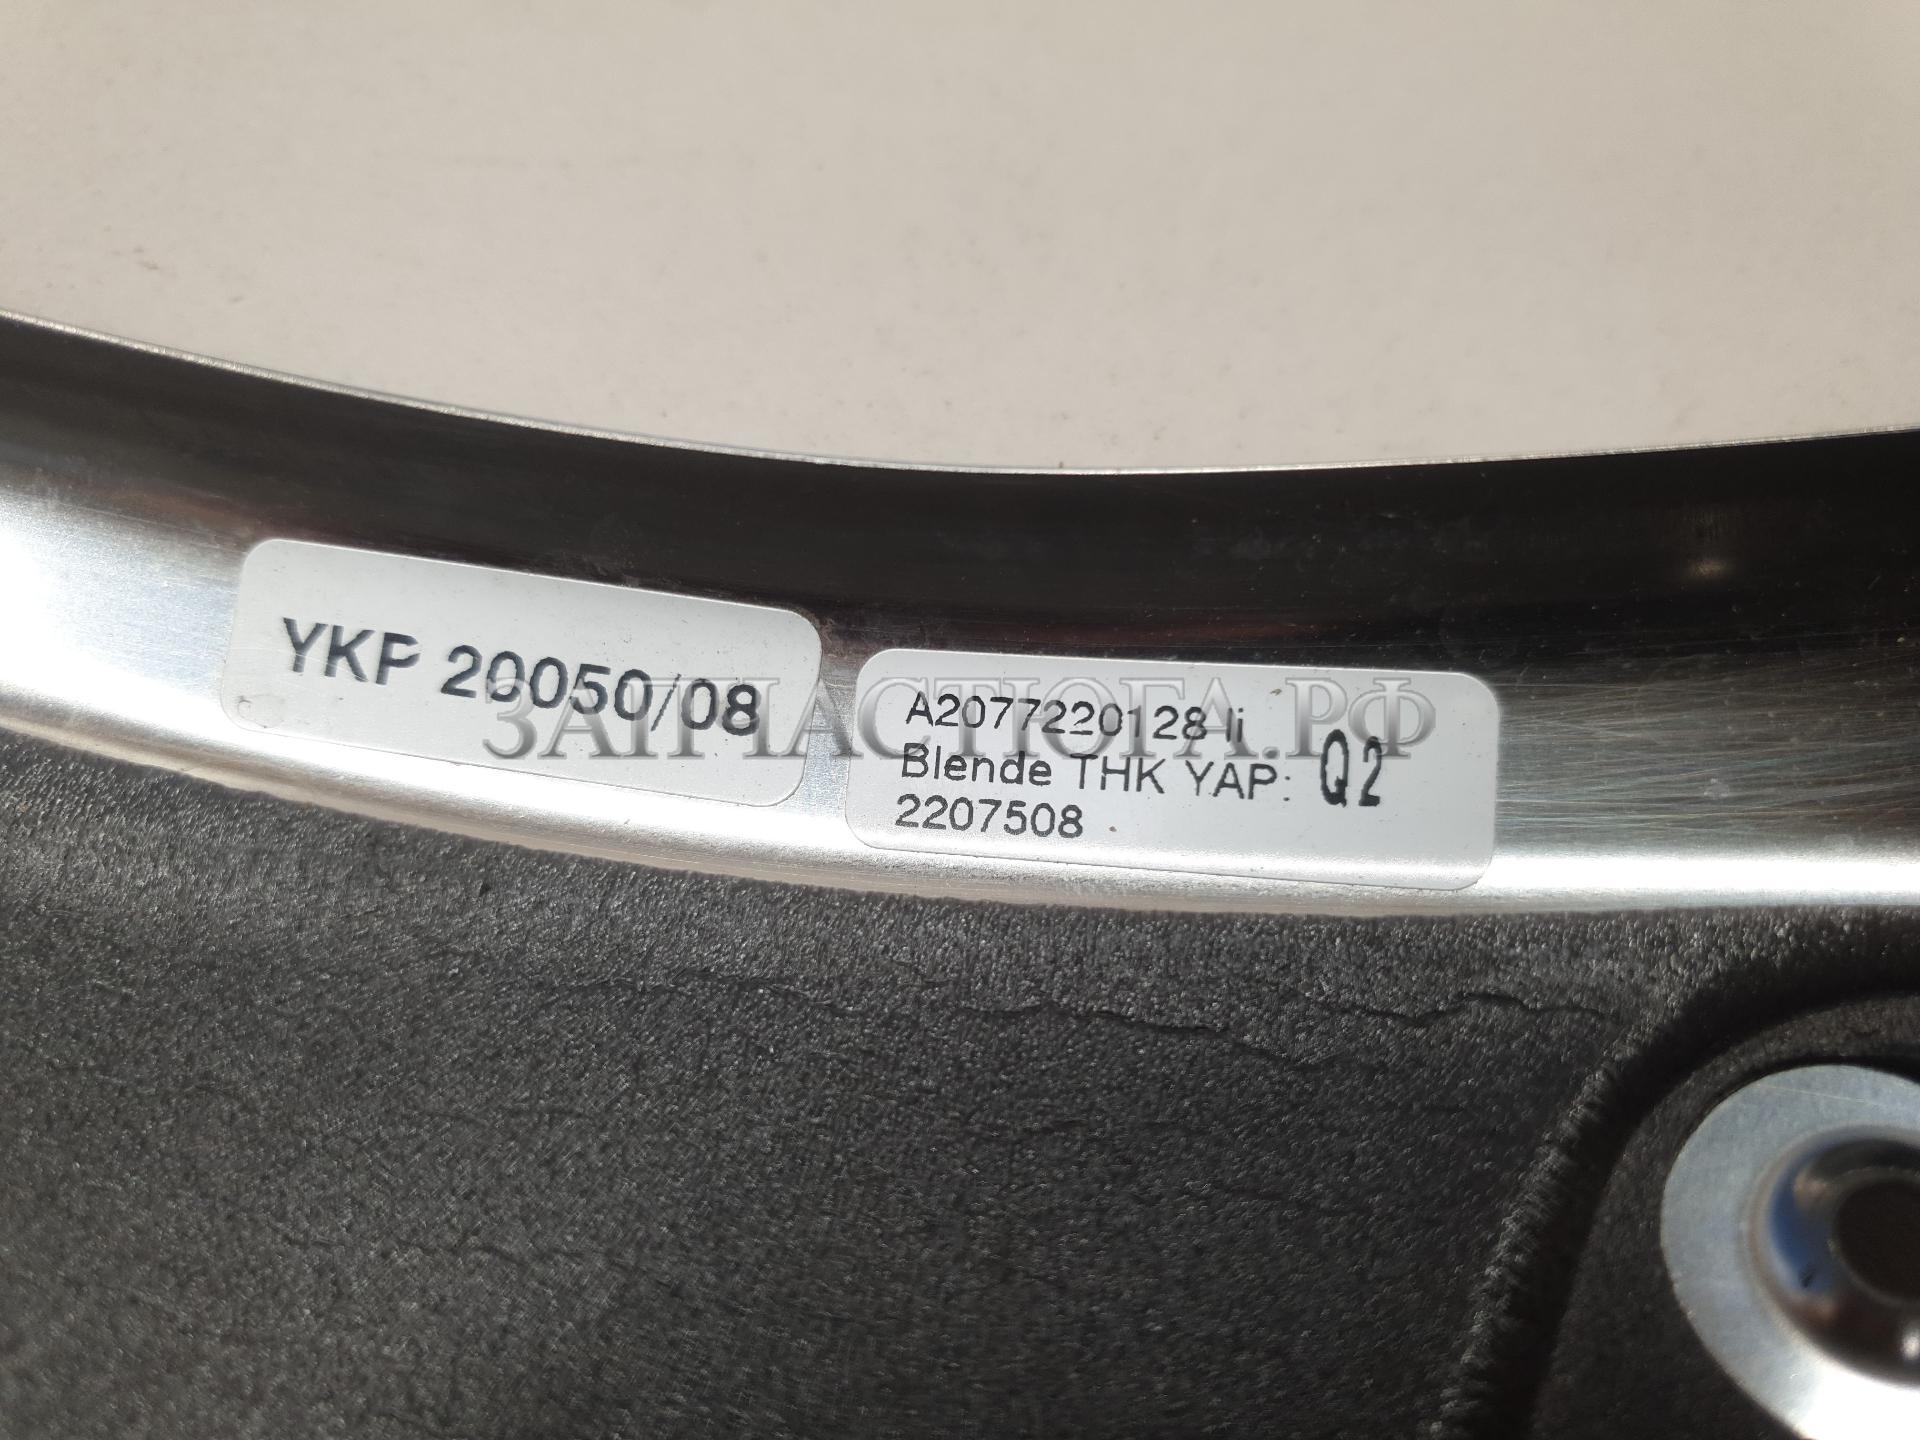 YKP 20050/08
A2077220128 li
Blende THK YAP: Q2
2207508
ЗАПЧАСТЮГА.РФ